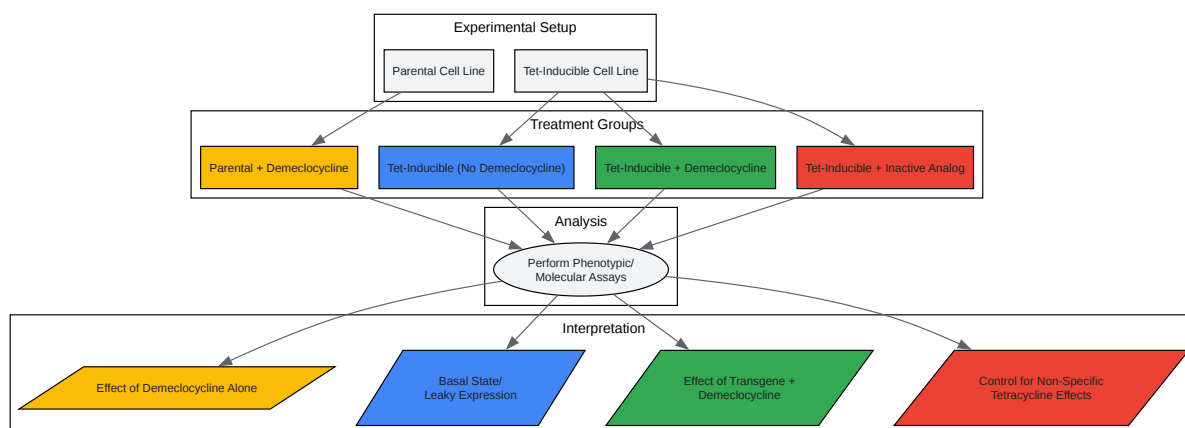 Experimental Setup
Parental Cell Line
Tet-Inducible Cell Line
Treatment Groups
Parental + Demeclocycline
Tet-Inducible (No Demeclocycline)
Tet-Inducible + Demeclocycline
Tet-Inducible + Inactive Analog
Analysis
Perform Phenotypic/
Molecular Assays
Interpretation
Effect of Demeclocycline Alone
Basal State/
Leaky Expression
Effect of Transgene +
Demeclocycline
Control for Non-Specific
Tetracycline Effects